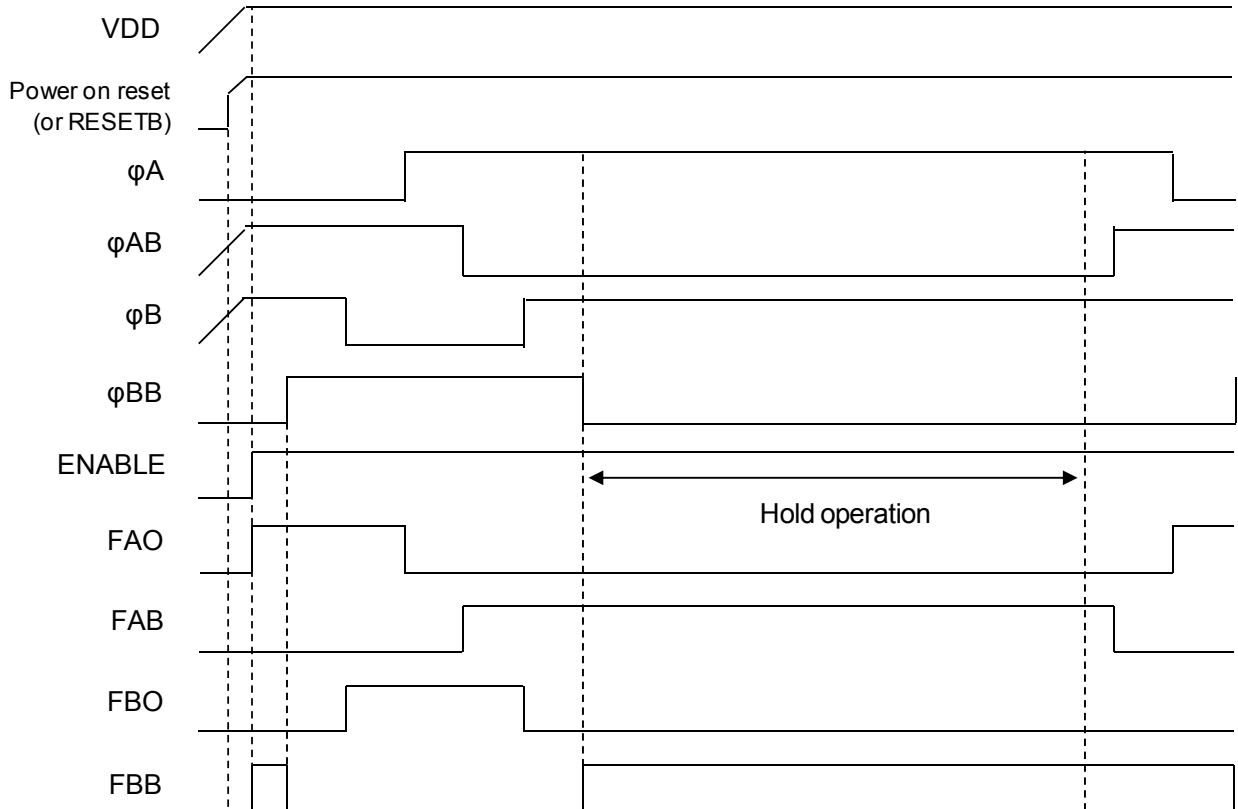 VDD
Power on reset
(or RESETB)
φA
φAB
φB
φBB
ENABLE
Hold operation
FAO
FAB
FBO
FBB